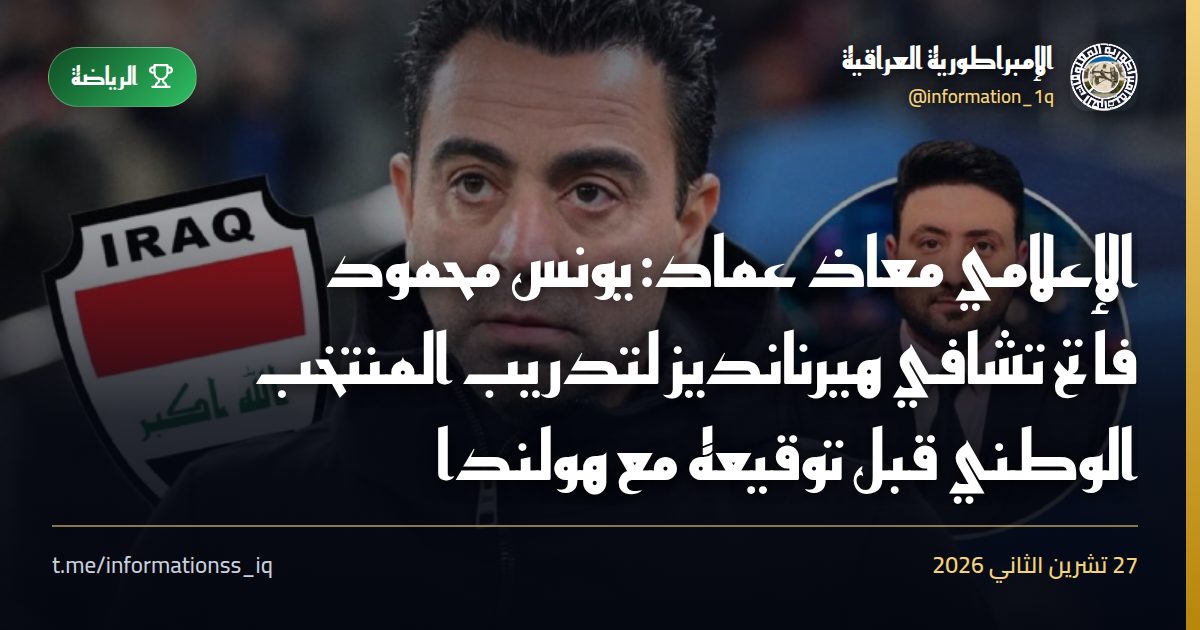 الإمبراطورية العراقية
@information_1q
الرياضة
IRAQ
الله اكبر
الإعلامي معاذ عماد: يونس محمود
فاتح تشافي هيرنانديز لتدريب المنتخب
الوطني قبل توقيعهُ مع هولندا
27 تشرين الثاني 2026
t.me/informationss_iq